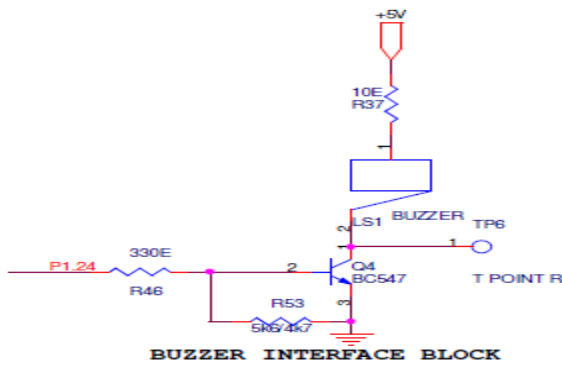 +5V
10E
R37
1
LS1
BUZZER
2
TP6
1
1
P1.24
330E
R46
2
Q4
BC547
3
T POINT R
R53
5k6/4k7
BUZZER INTERFACE BLOCK